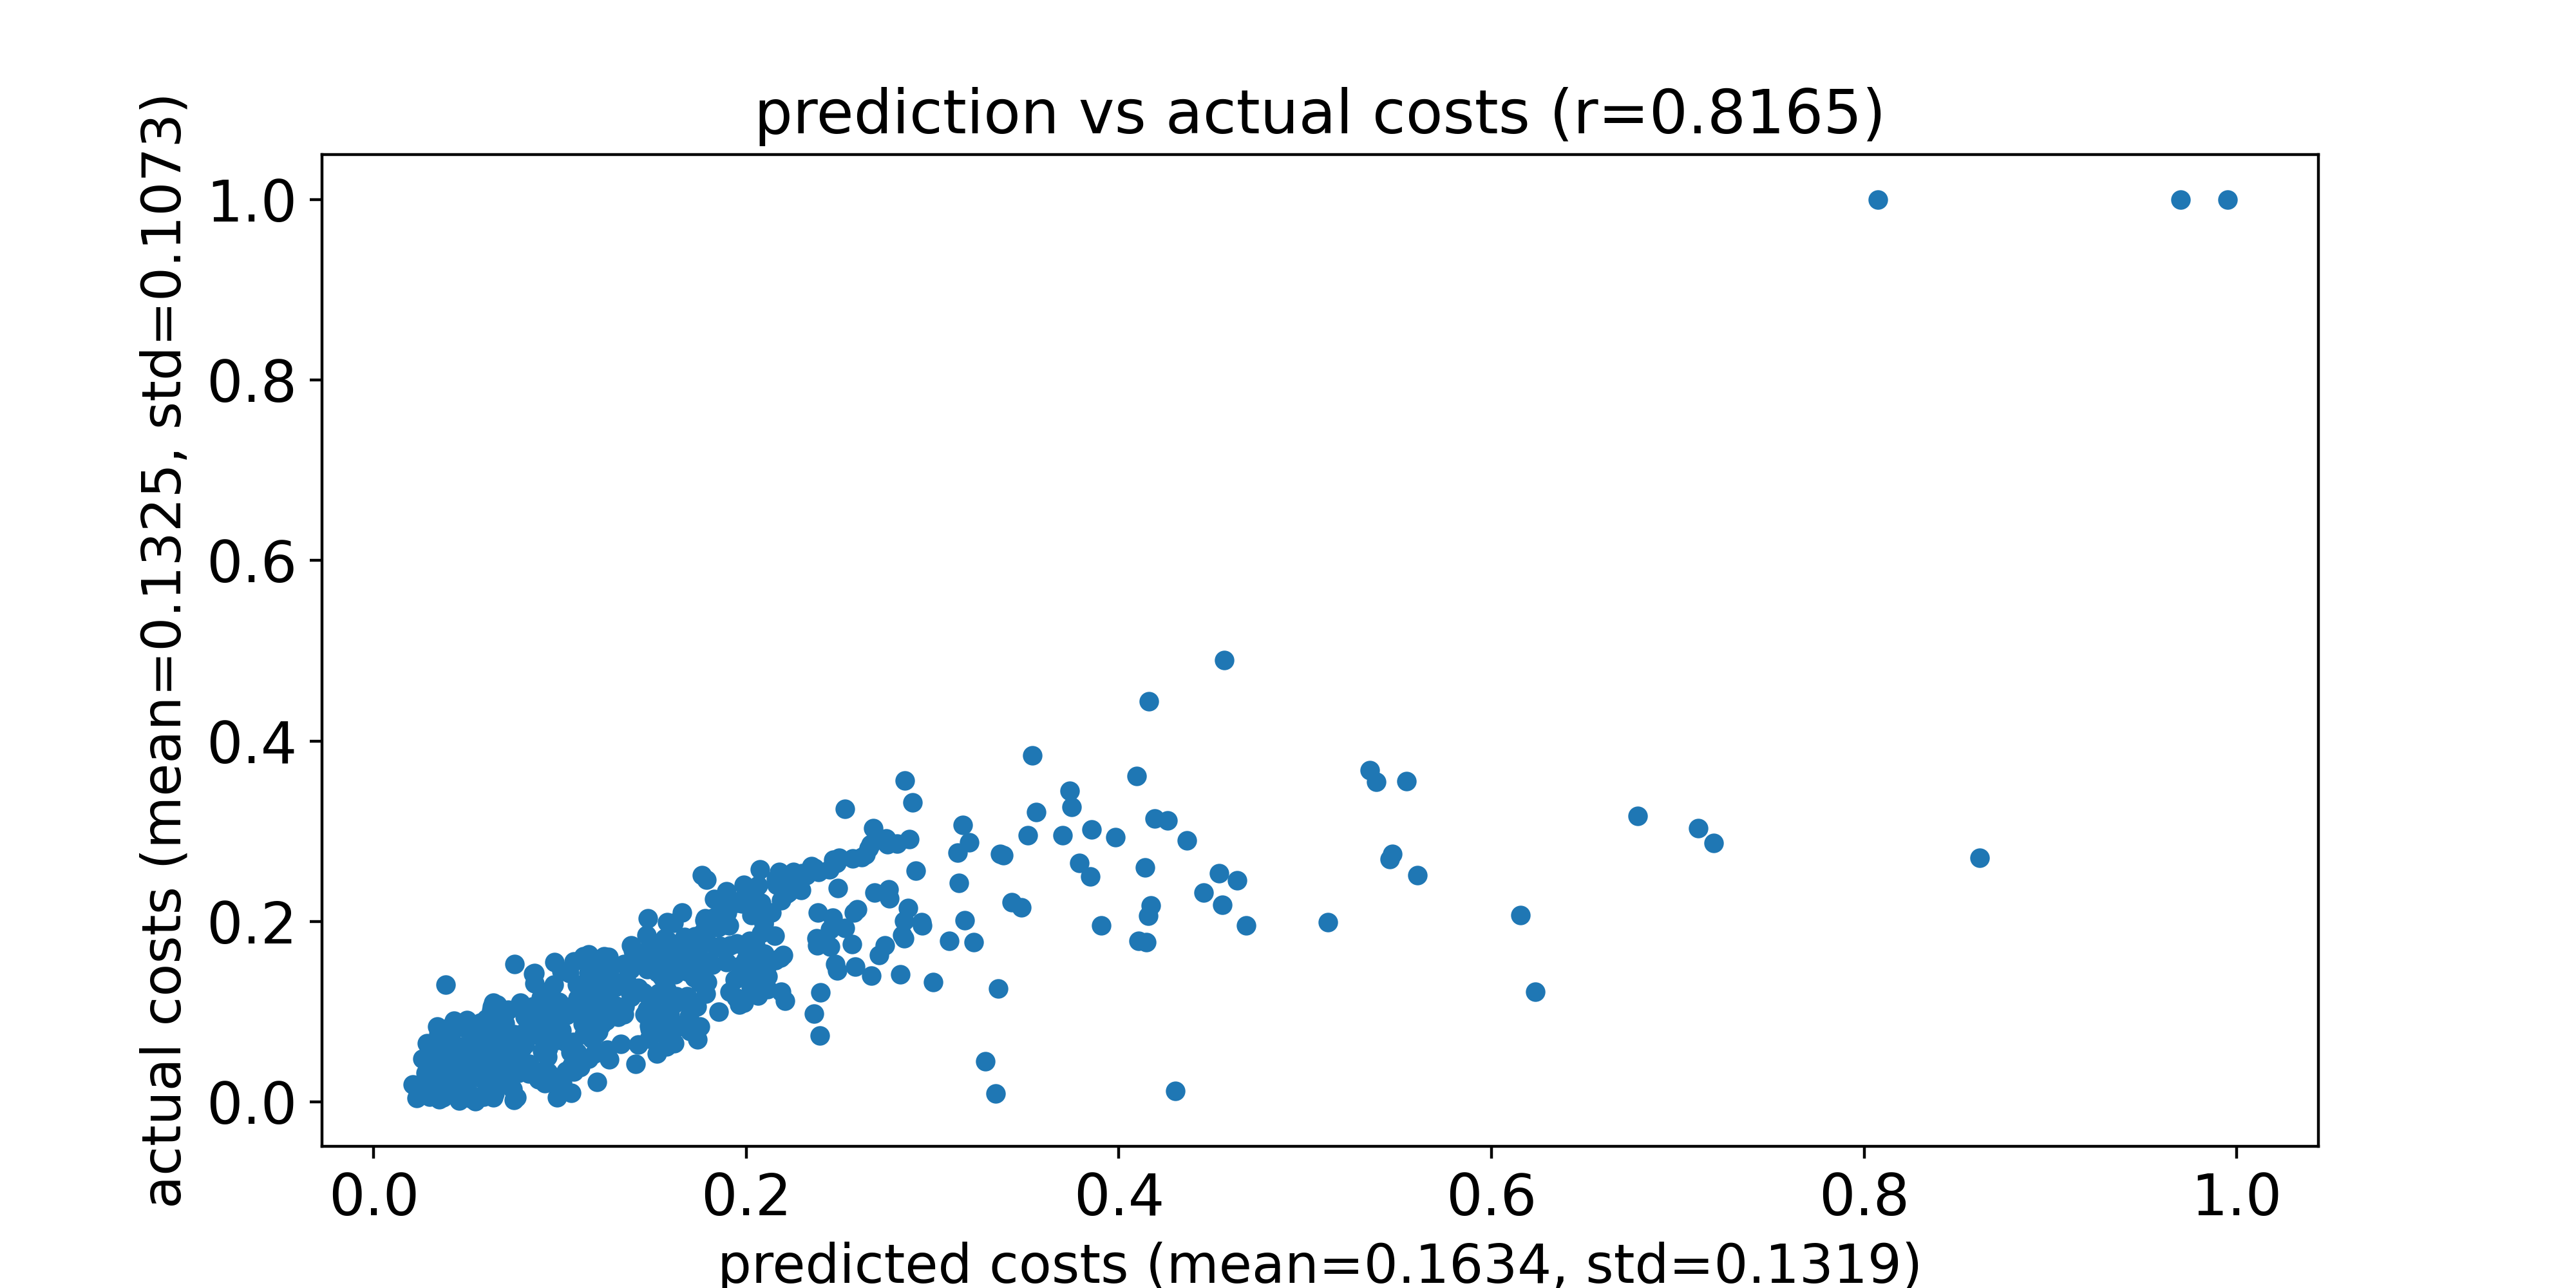 prediction vs actual costs (r=0.8165)
actual costs (mean=0.1325, std=0.1073)
1.0
0.8
0.6
0.4
0.2
0.0
0.0 0.2 0.4 0.6 0.8 1.0
predicted costs (mean=0.1634, std=0.1319)